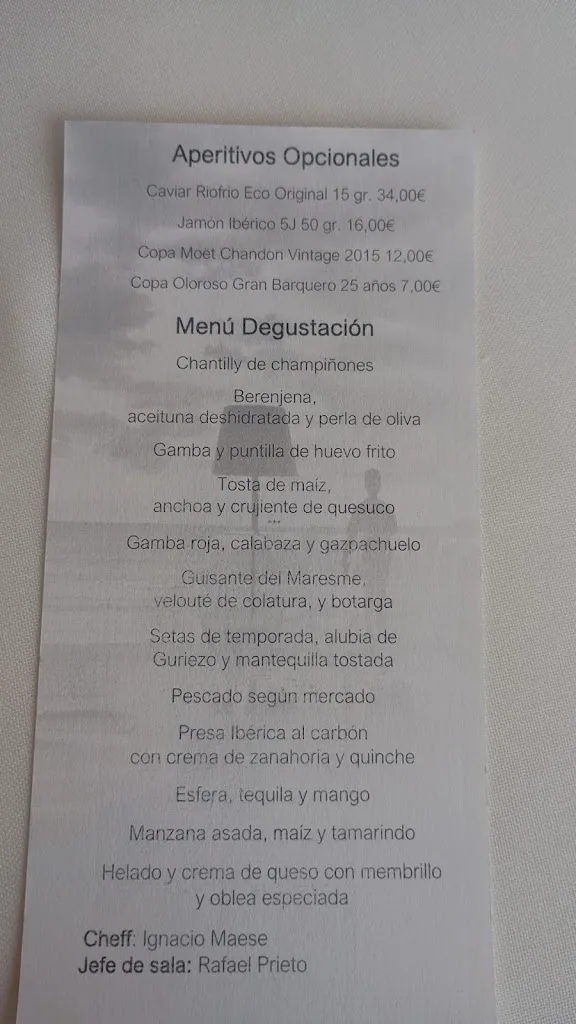 Aperitivos Opcionales
Caviar Riofrio Eco Original 15 gr. 34,00€
Jamón Ibérico 5J 50 gr. 16,00€
Copa Moët Chandon Vintage 2015 12,00€
Copa Oloroso Gran Barquero 25 años 7,00€
Menú Degustación
Chantilly de champiñones
Berenjena,
aceituna deshidratada y perla de oliva
Gamba y puntilla de huevo frito
Tosta de maíz,
anchoa y crujiente de quesuco
***
Gamba roja, calabaza y gazpachuelo
Guisante del Maresme,
velouté de colatura, y botarga
Setas de temporada, alubia de
Guriezo y mantequilla tostada
Pescado según mercado
Presa Ibérica al carbón
con crema de zanahoria y quinche
Esfera, tequila y mango
Manzana asada, maíz y tamarindo
Helado y crema de queso con membrillo
y oblea especiada
Cheff: Ignacio Maese
Jefe de sala: Rafael Prieto